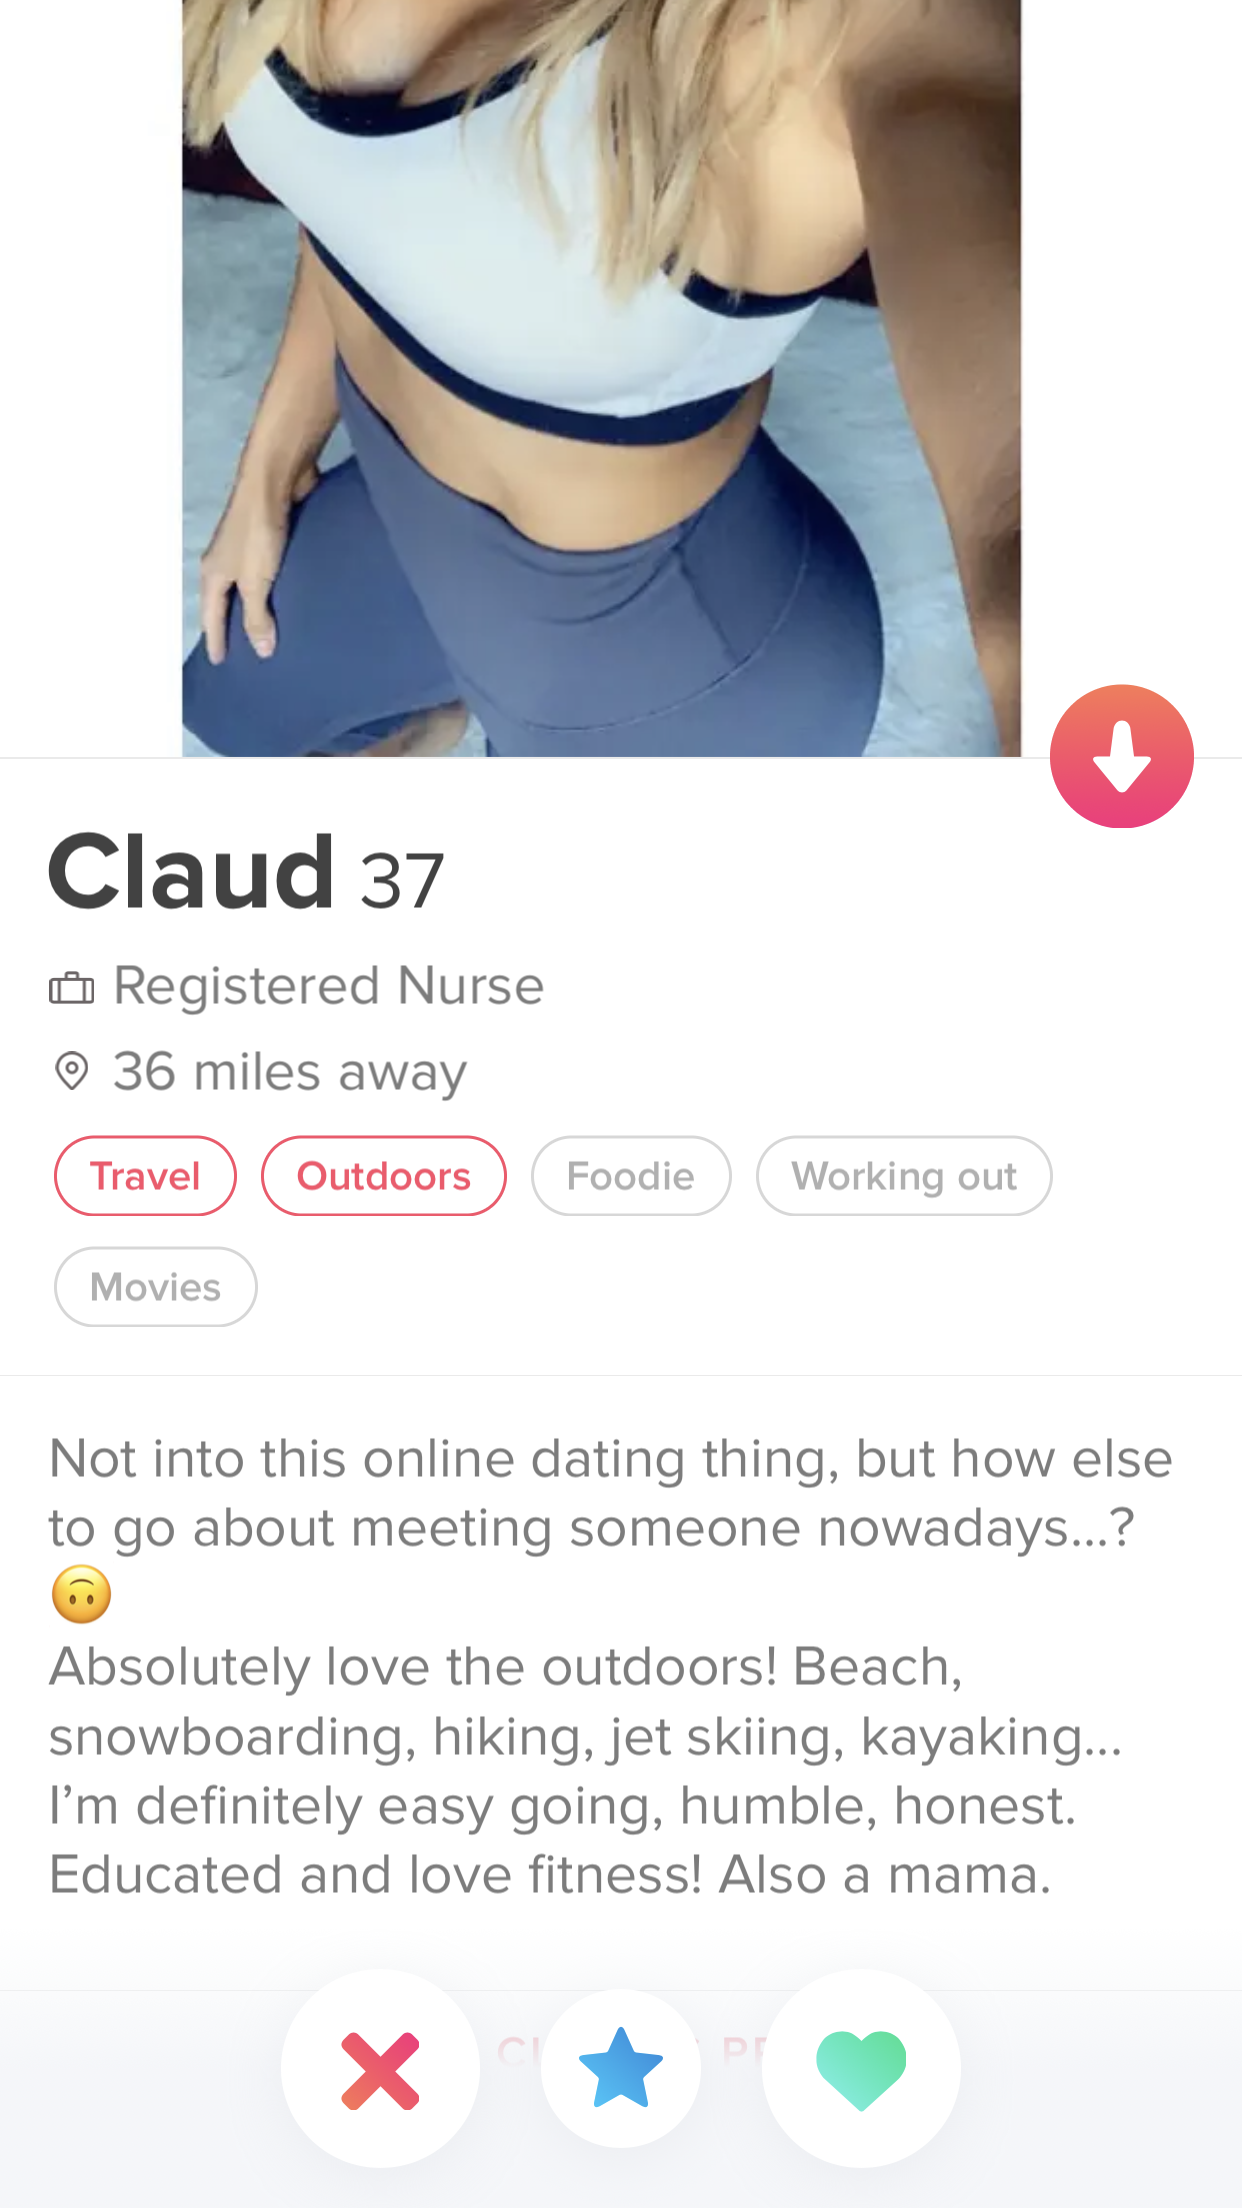 Claud 37
Registered Nurse
36 miles away
Travel Outdoors Foodie Working out
Movies
Not into this online dating thing, but how else
to go about meeting someone nowadays...?
🙃
Absolutely love the outdoors! Beach,
snowboarding, hiking, jet skiing, kayaking...
I’m definitely easy going, humble, honest.
Educated and love fitness! Also a mama.